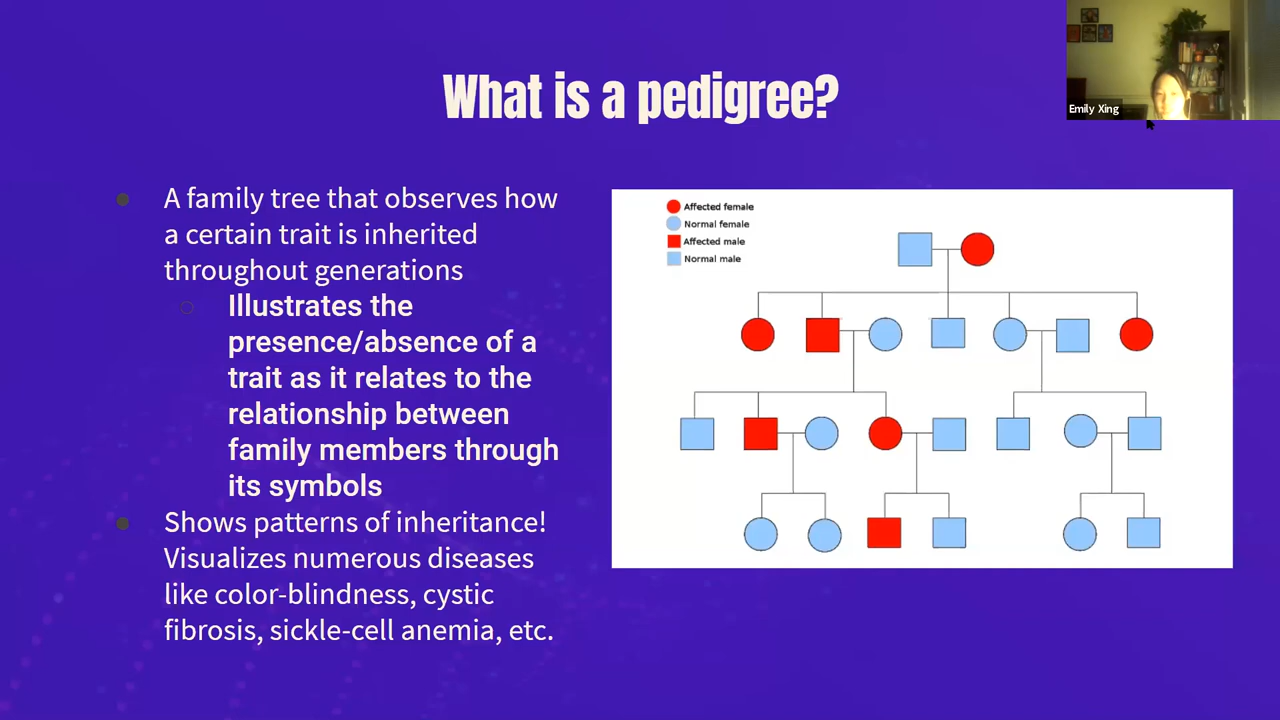 What is a pedigree?
Emily Xing
A family tree that observes how
a certain trait is inherited
throughout generations
Illustrates the
presence/absence of a
trait as it relates to the
relationship between
family members through
its symbols
Shows patterns of inheritance!
Visualizes numerous diseases
like color-blindness, cystic
fibrosis, sickle-cell anemia, etc.
Affected female
Normal female
Affected male
Normal male